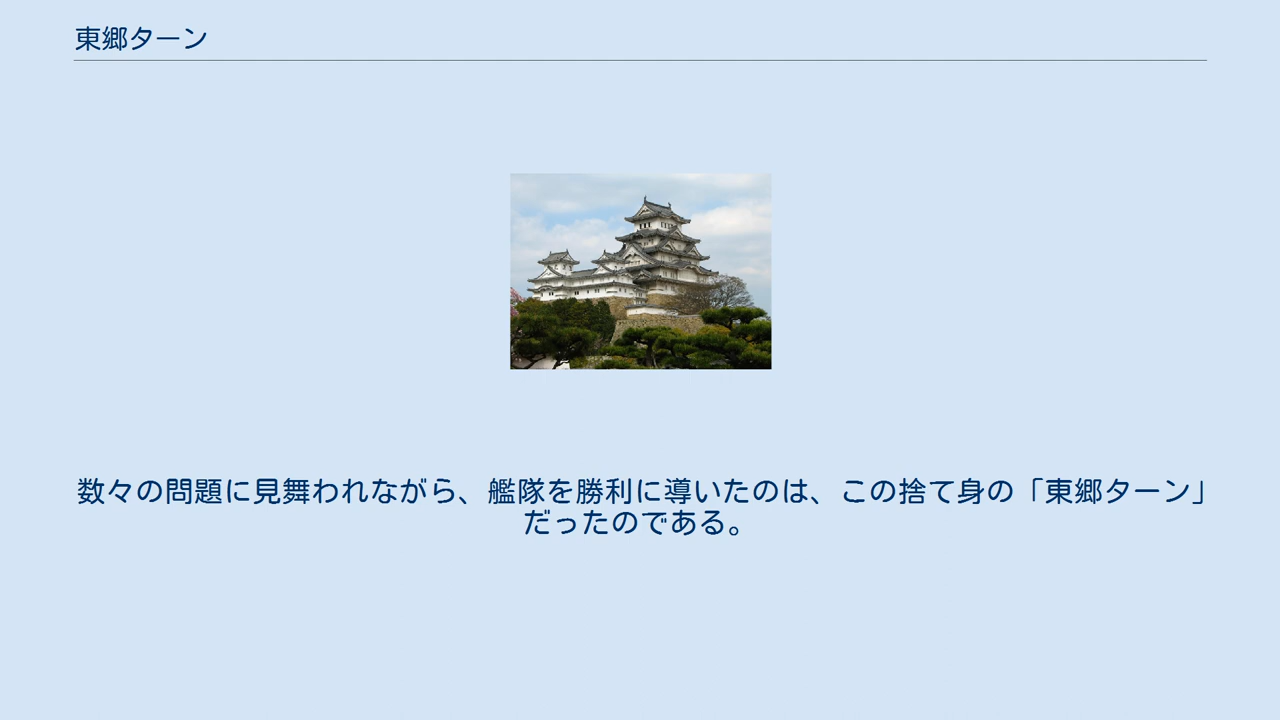 東郷ターン
数々の問題に見舞われながら、艦隊を勝利に導いたのは、この捨て身の「東郷ターン」
だったのである。